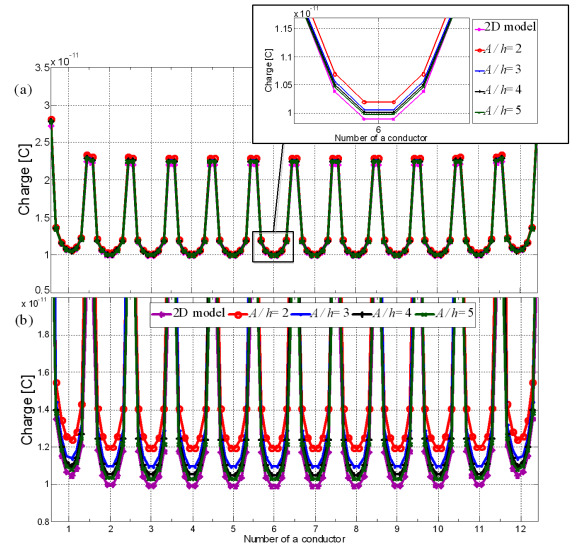 x 10⁻¹¹
1.15
1.1
1.05
1
Charge [C]
6
Number of a conductor
2D model
A/h=2
A/h=3
A/h=4
A/h=5
x 10⁻¹¹
(a)
3.5
3
2.5
2
1.5
1
0.5
Charge [C]
x 10⁻¹¹
(b)
2D model A/h=2 A/h=3 A/h=4 A/h=5
1.8
1.6
1.4
1.2
1
0.8
Charge [C]
1 2 3 4 5 6 7 8 9 10 11 12
Number of a conductor